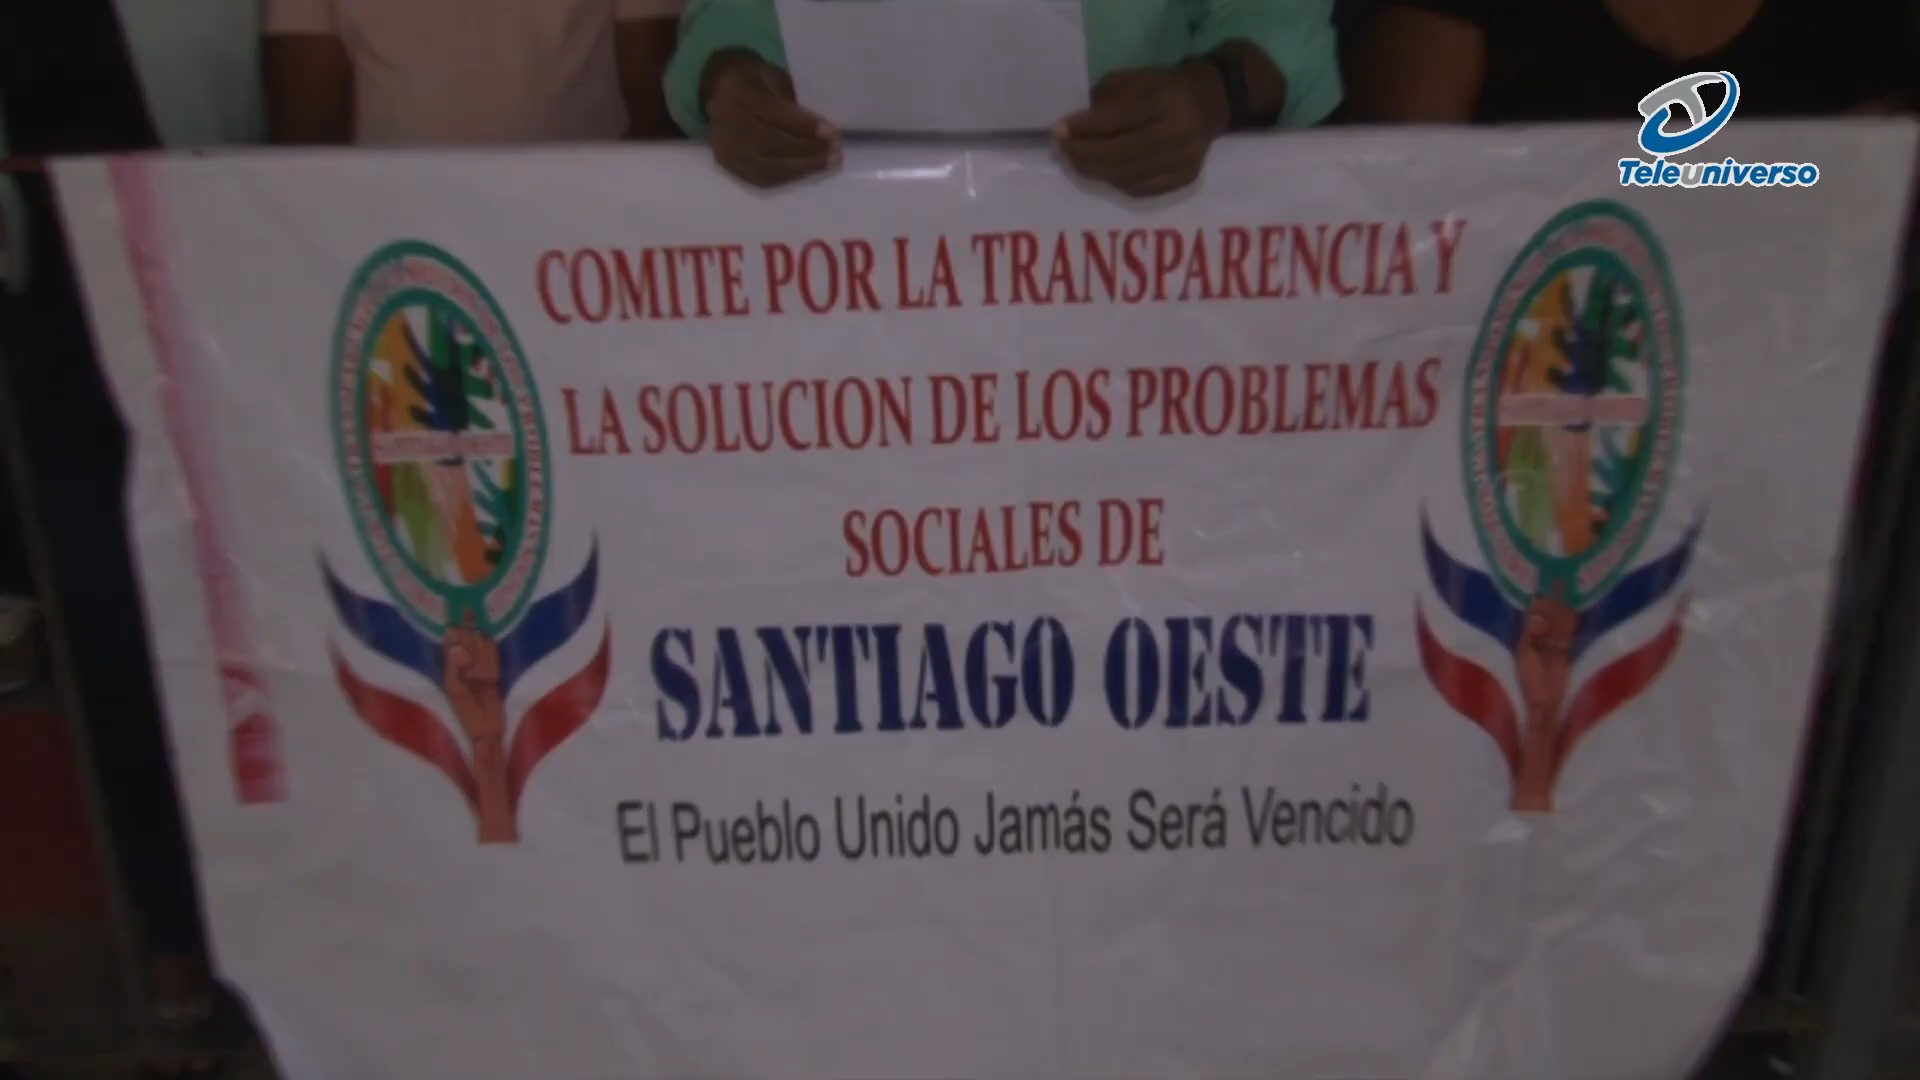 Teleuniverso
COMITE POR LA TRANSPARENCIA Y
LA SOLUCION DE LOS PROBLEMAS
SOCIALES DE
SANTIAGO OESTE
El Pueblo Unido Jamás Será Vencido